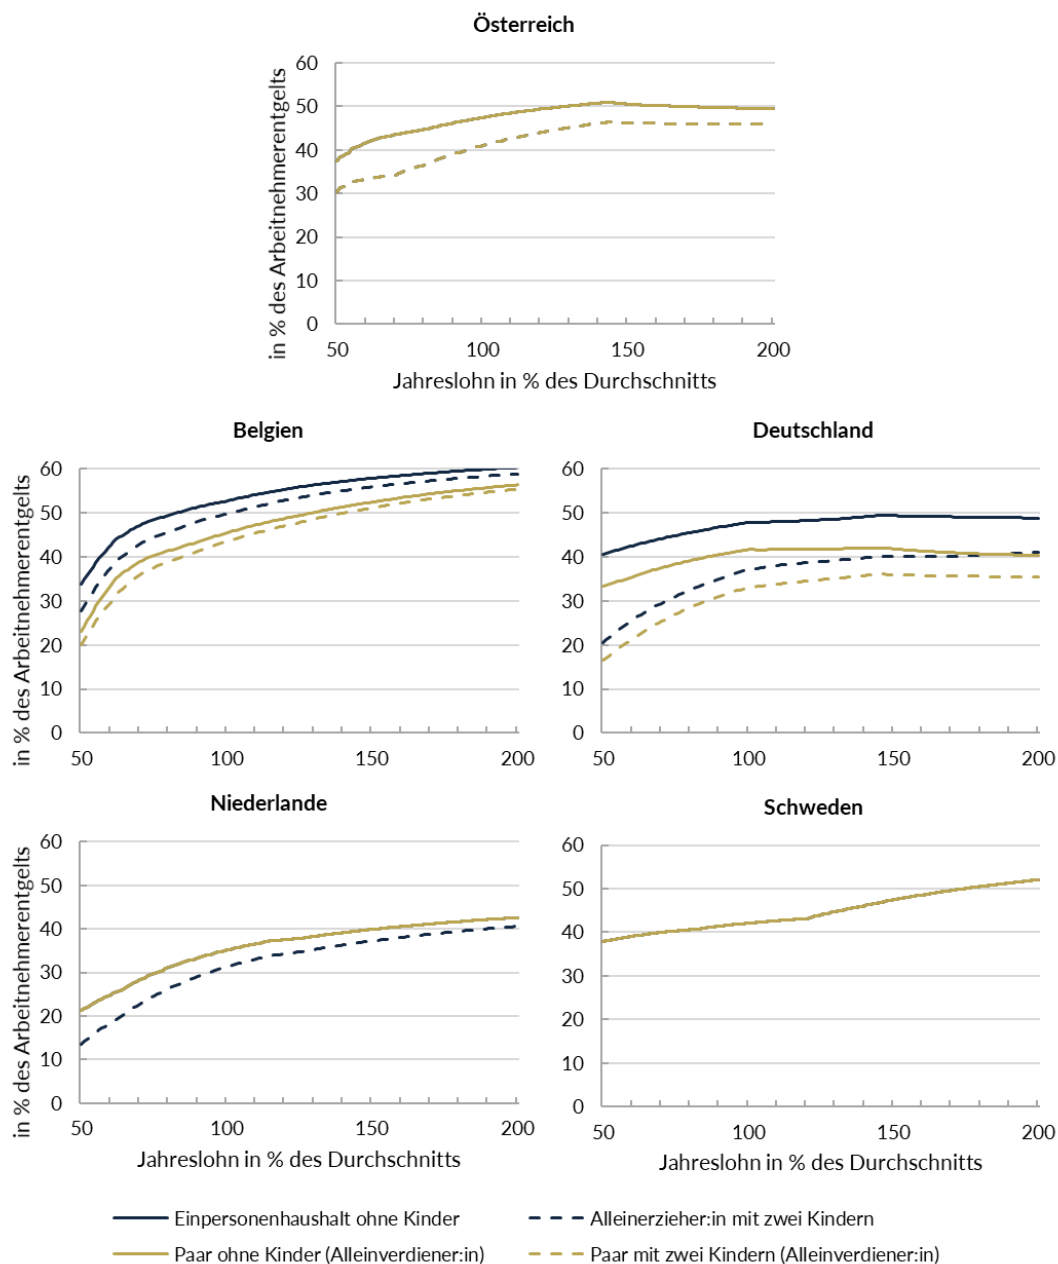 Österreich
in % des Arbeitnehmerentgelts
60
50
40
30
20
10
0
50 100 150 200
Jahreslohn in % des Durchschnitts
Belgien
in % des Arbeitnehmerentgelts
60
50
40
30
20
10
0
50 100 150 200
Deutschland
60
50
40
30
20
10
0
50 100 150 200
Niederlande
in % des Arbeitnehmerentgelts
60
50
40
30
20
10
0
50 100 150 200
Jahreslohn in % des Durchschnitts
Schweden
60
50
40
30
20
10
0
50 100 150 200
Jahreslohn in % des Durchschnitts
Einpersonenhaushalt ohne Kinder
Alleinerzieher:in mit zwei Kindern
Paar ohne Kinder (Alleinverdiener:in)
Paar mit zwei Kindern (Alleinverdiener:in)